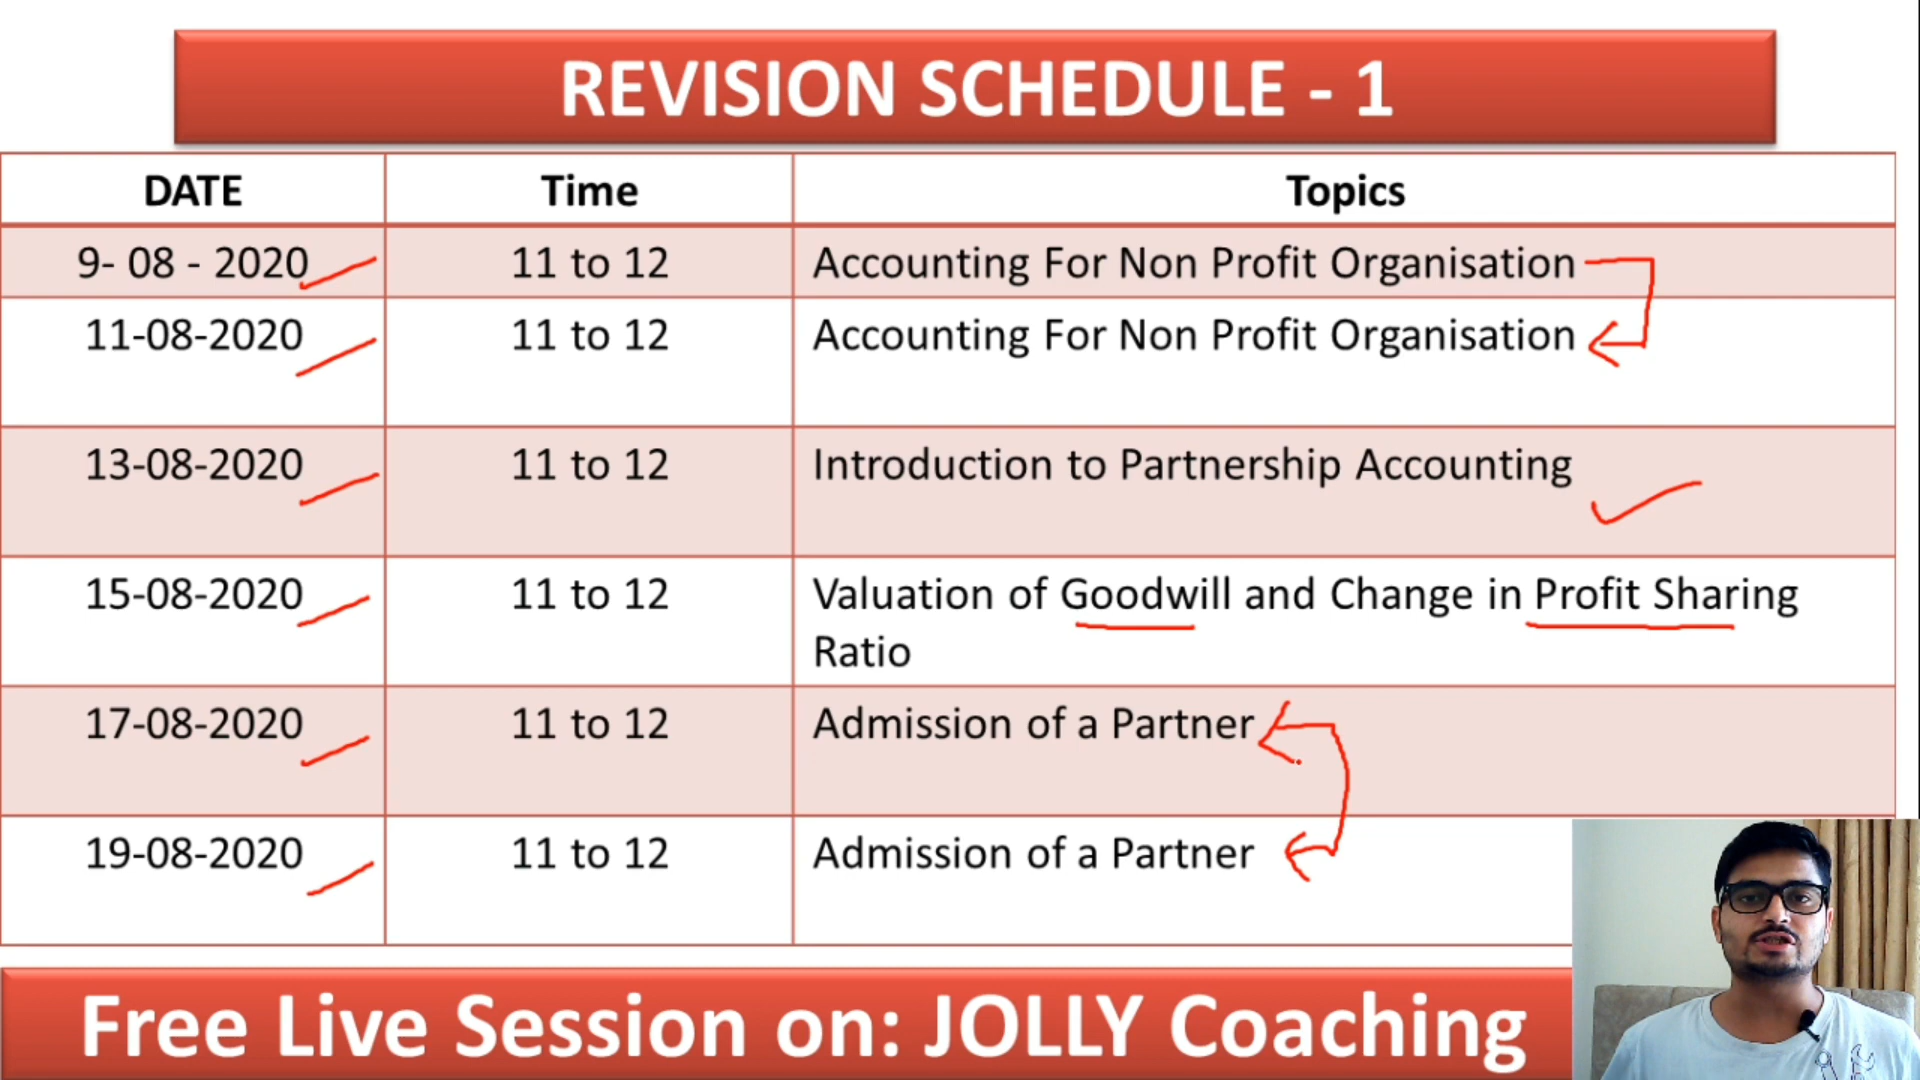 REVISION SCHEDULE - 1
DATE Time Topics
9- 08 - 2020 11 to 12 Accounting For Non Profit Organisation
11-08-2020 11 to 12 Accounting For Non Profit Organisation
13-08-2020 11 to 12 Introduction to Partnership Accounting
15-08-2020 11 to 12 Valuation of Goodwill and Change in Profit Sharing
Ratio
17-08-2020 11 to 12 Admission of a Partner
19-08-2020 11 to 12 Admission of a Partner
Free Live Session on: JOLLY Coaching